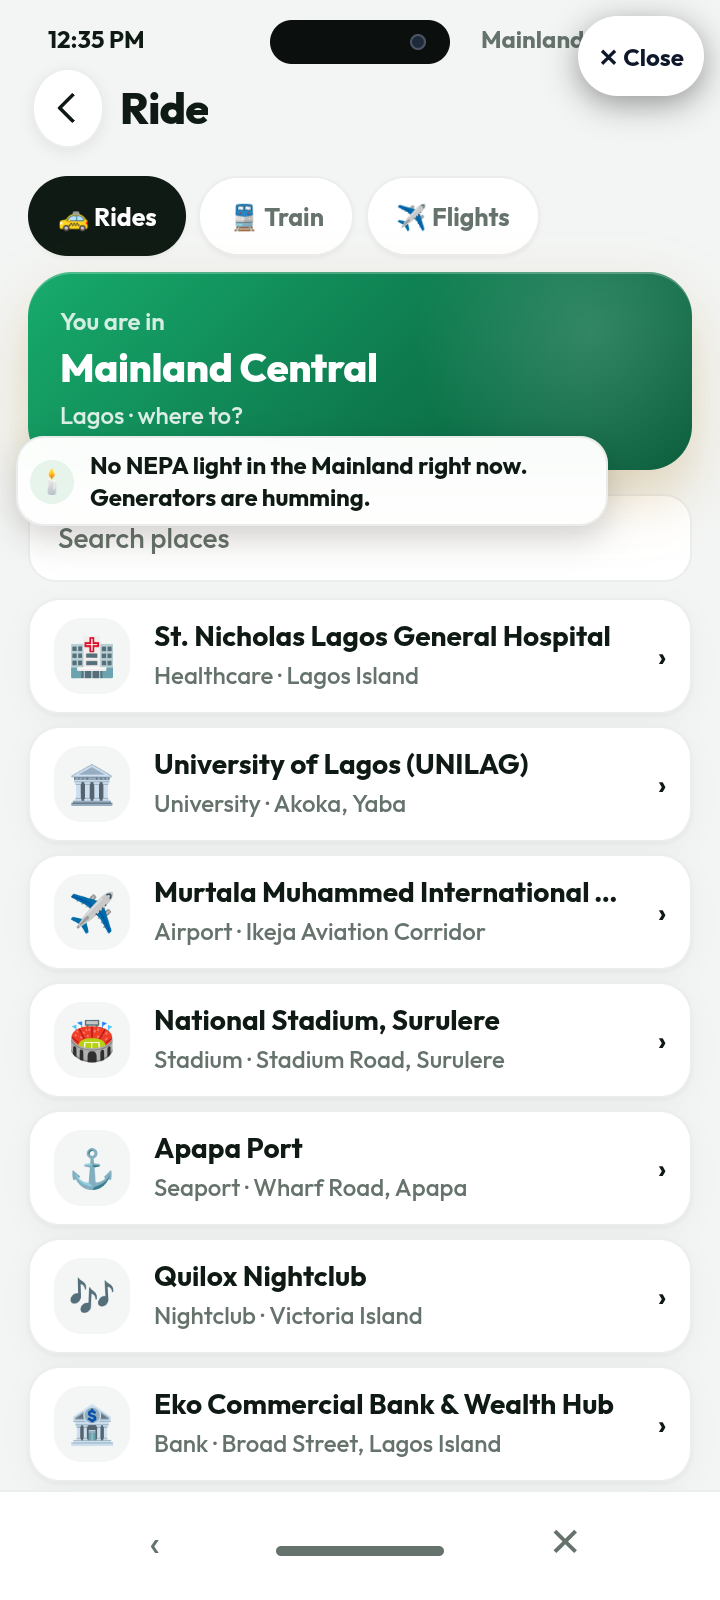 12:35 PM
Mainland
✕ Close
Ride
🚕 Rides
🚆 Train
✈️ Flights
You are in
Mainland Central
Lagos · where to?
No NEPA light in the Mainland right now.
Generators are humming.
Search places
St. Nicholas Lagos General Hospital
Healthcare · Lagos Island
University of Lagos (UNILAG)
University · Akoka, Yaba
Murtala Muhammed International ...
Airport · Ikeja Aviation Corridor
National Stadium, Surulere
Stadium · Stadium Road, Surulere
Apapa Port
Seaport · Wharf Road, Apapa
Quilox Nightclub
Nightclub · Victoria Island
Eko Commercial Bank & Wealth Hub
Bank · Broad Street, Lagos Island